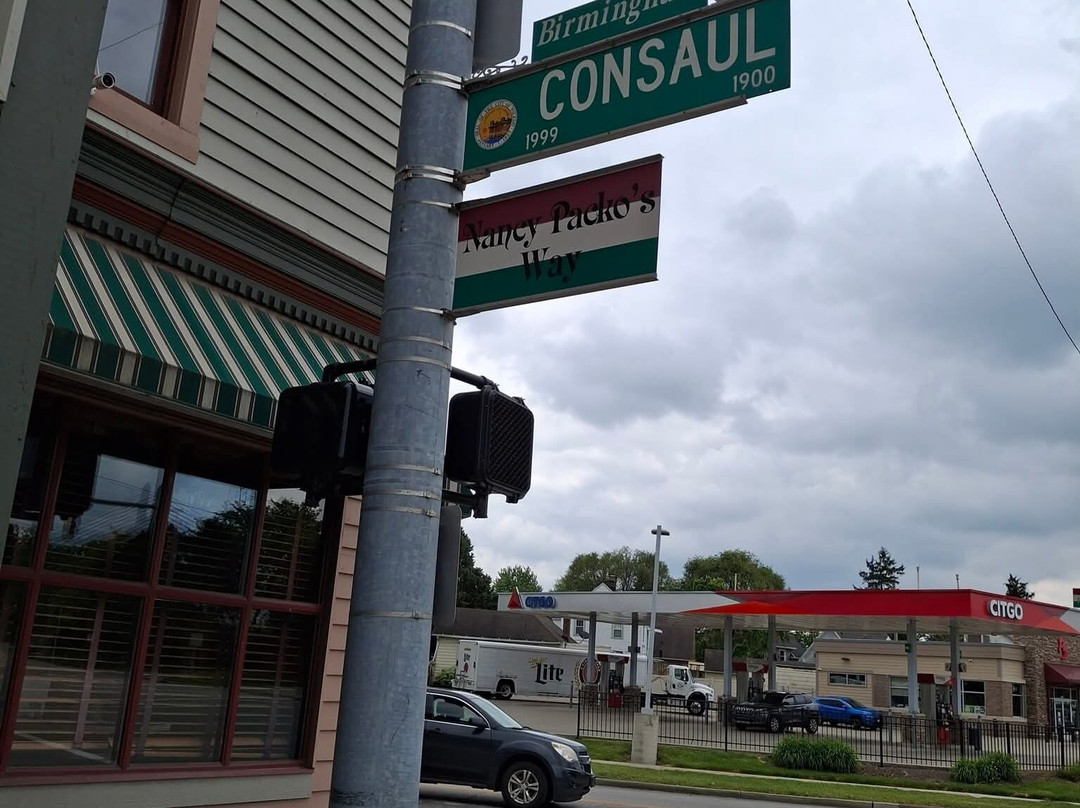 Birmingha
CONSAUL
1999
1900
Nancy Packo's
Way
CITGO
CITGO
Lite